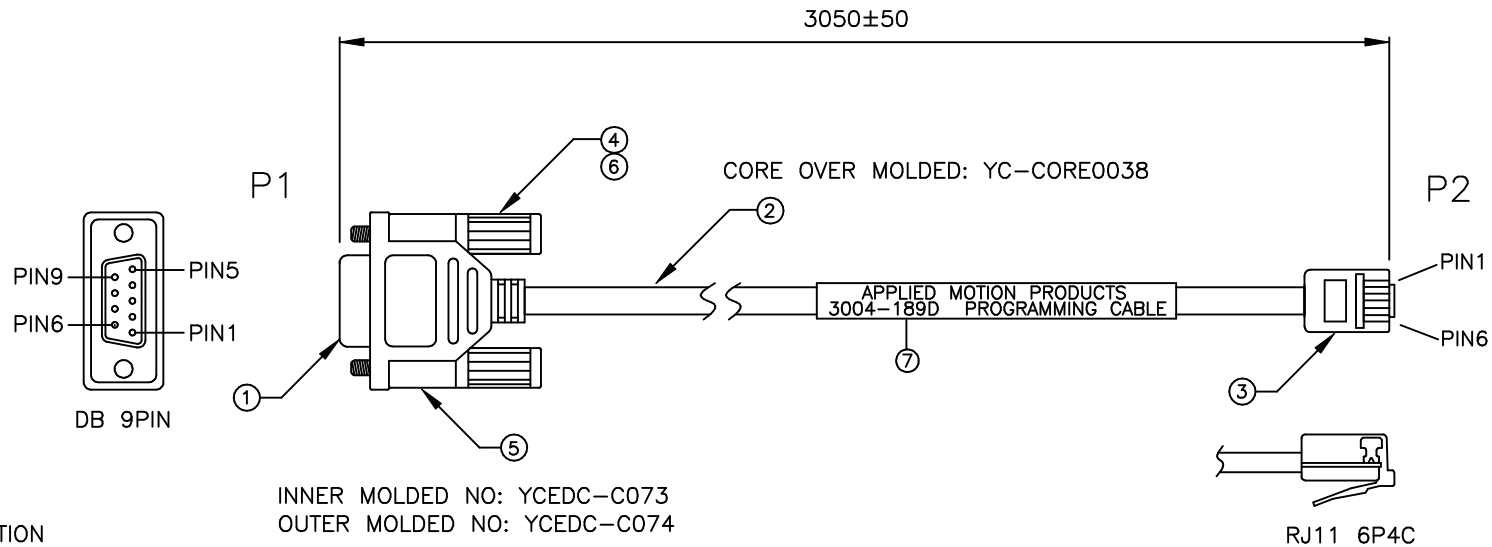 3050±50
4
6
CORE OVER MOLDED: YC-CORE0038
P1
P2
2
PIN9
PIN5
PIN6
PIN1
PIN1
PIN6
APPLIED MOTION PRODUCTS
3004-189D PROGRAMMING CABLE
7
1
3
DB 9PIN
5
INNER MOLDED NO: YCEDC-C073
OUTER MOLDED NO: YCEDC-C074
TION
RJ11 6P4C